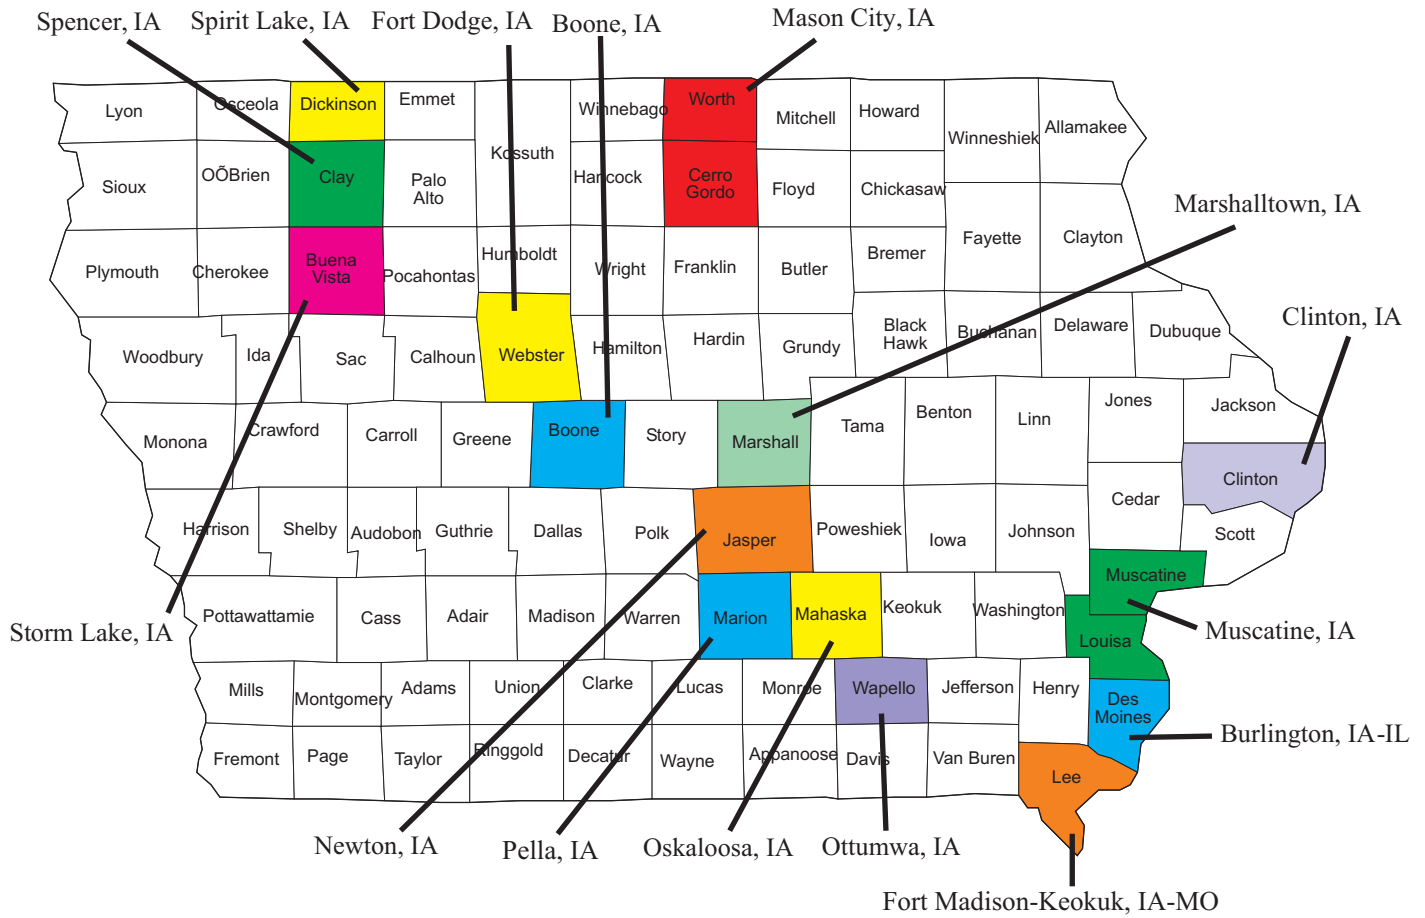 Spencer, IA
Spirit Lake, IA
Fort Dodge, IA
Boone, IA
Mason City, IA
Lyon
Osceola
Dickinson
Emmet
Winnebago
Worth
Mitchell
Howard
Winneshiek
Allamakee
Kossuth
Sioux
OÕBrien
Clay
Palo
Alto
Hancock
Cerro
Gordo
Floyd
Chickasaw
Marshalltown, IA
Plymouth
Cherokee
Buena
Vista
Pocahontas
Humboldt
Wright
Franklin
Butler
Bremer
Fayette
Clayton
Clinton, IA
Woodbury
Ida
Sac
Calhoun
Webster
Hamilton
Hardin
Grundy
Black
Hawk
Buchanan
Delaware
Dubuque
Monona
Crawford
Carroll
Greene
Boone
Story
Marshall
Tama
Benton
Linn
Jones
Jackson
Clinton
Harrison
Shelby
Audobon
Guthrie
Dallas
Polk
Jasper
Poweshiek
Iowa
Johnson
Cedar
Scott
Muscatine
Storm Lake, IA
Pottawattamie
Cass
Adair
Madison
Warren
Marion
Mahaska
Keokuk
Washington
Louisa
Muscatine, IA
Mills
Montgomery
Adams
Union
Clarke
Lucas
Monroe
Wapello
Jefferson
Henry
Des
Moines
Burlington, IA-IL
Fremont
Page
Taylor
Ringgold
Decatur
Wayne
Appanoose
Davis
Van Buren
Lee
Newton, IA
Pella, IA
Oskaloosa, IA
Ottumwa, IA
Fort Madison-Keokuk, IA-MO